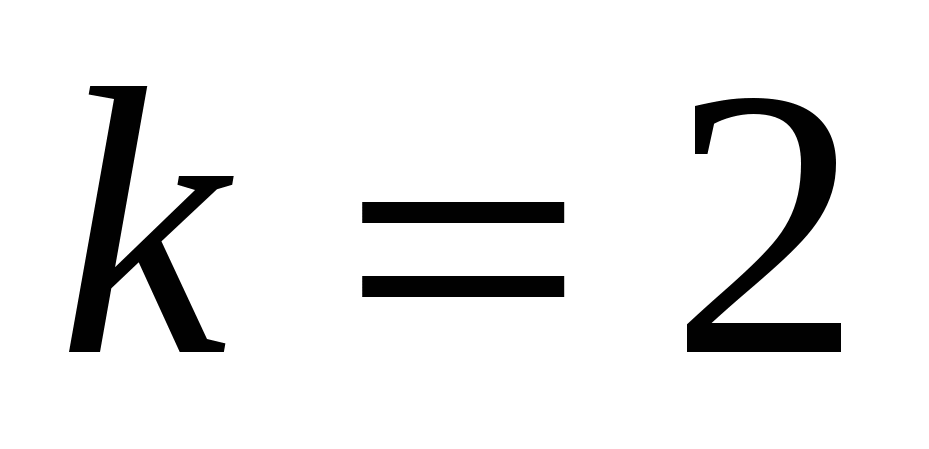 k = 2